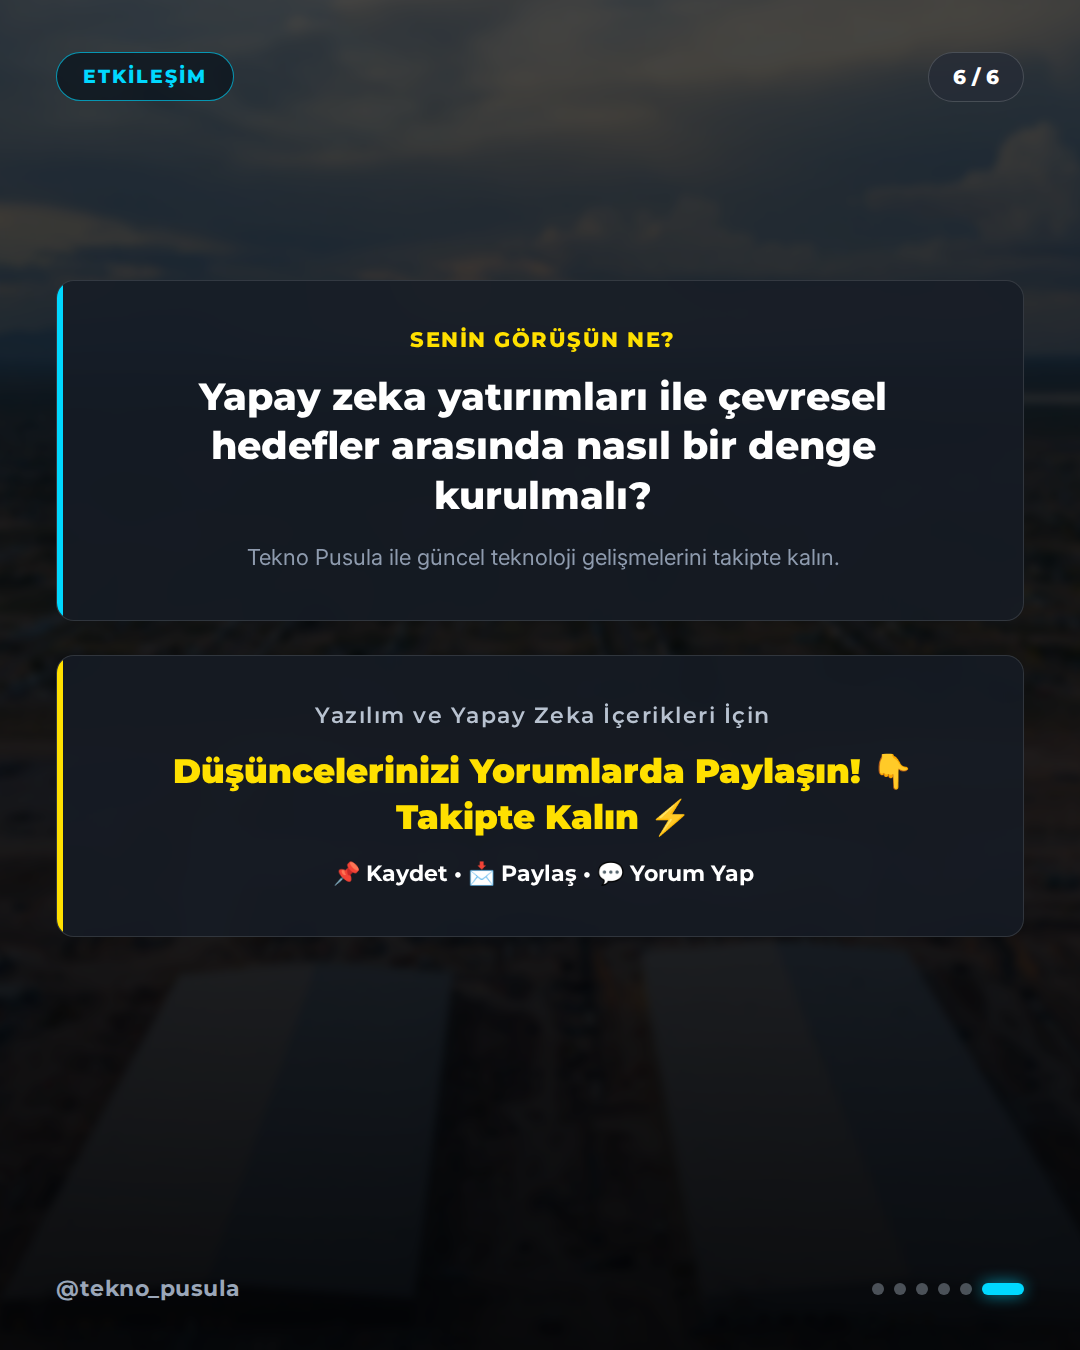 ETKİLEŞİM
6 / 6
SENİN GÖRÜŞÜN NE?
Yapay zeka yatırımları ile çevresel
hedefler arasında nasıl bir denge
kurulmalı?
Tekno Pusula ile güncel teknoloji gelişmelerini takipte kalın.
Yazılım ve Yapay Zeka İçerikleri İçin
Düşüncelerinizi Yorumlarda Paylaşın! 👇
Takipte Kalın ⚡
📌 Kaydet • 📩 Paylaş • 💬 Yorum Yap
@tekno_pusula